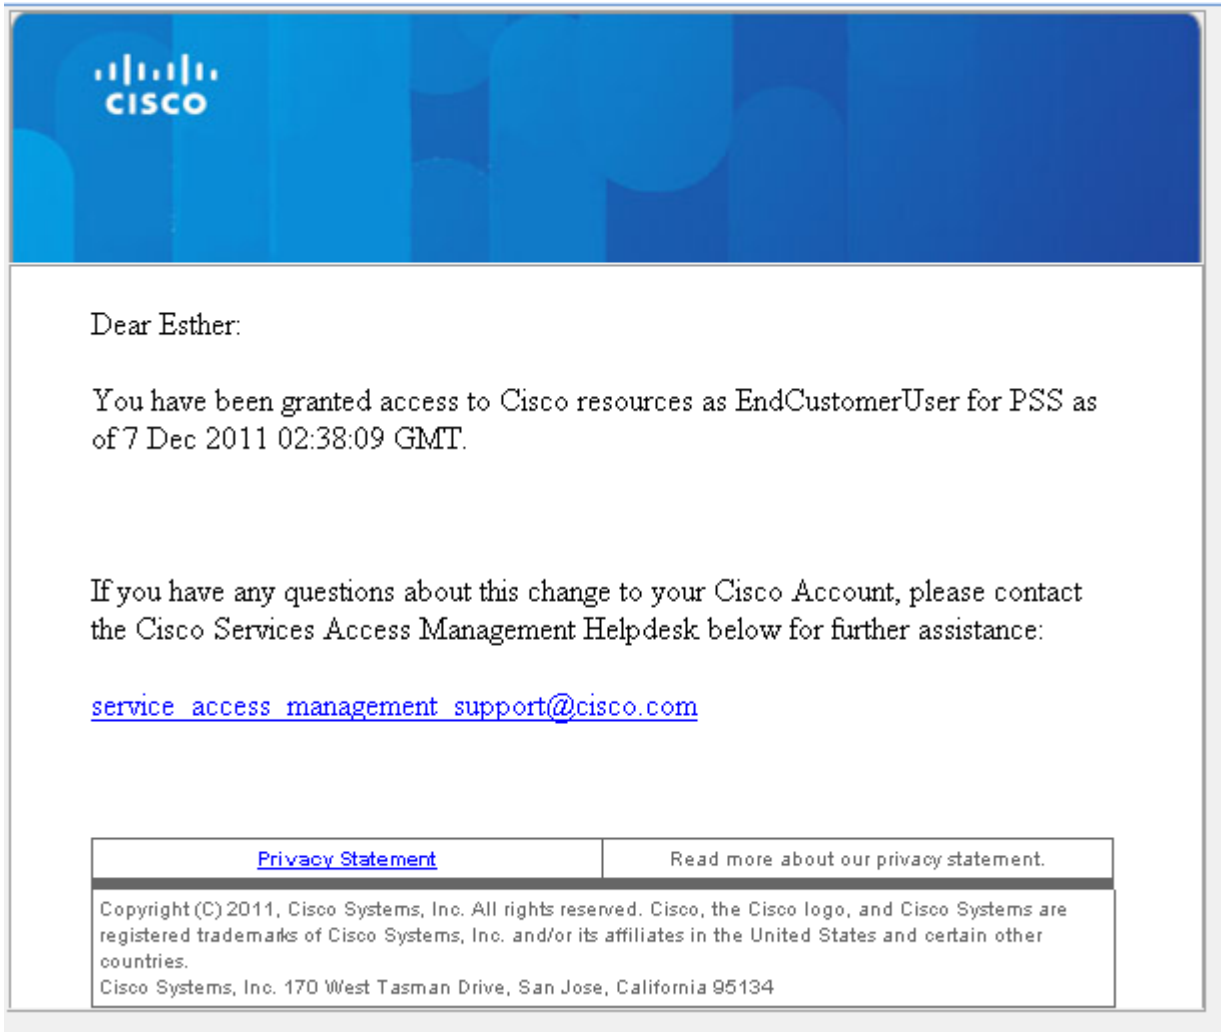 CISCO
Dear Esther:
You have been granted access to Cisco resources as EndCustomerUser for PSS as
of 7 Dec 2011 02:38:09 GMT.
If you have any questions about this change to your Cisco Account, please contact
the Cisco Services Access Management Helpdesk below for further assistance:
service_access_management_support@cisco.com
Privacy Statement
Read more about our privacy statement.
Copyright (C) 2011, Cisco Systems, Inc. All rights reserved. Cisco, the Cisco logo, and Cisco Systems are
registered trademarks of Cisco Systems, Inc. and/or its affiliates in the United States and certain other
countries.
Cisco Systems, Inc. 170 West Tasman Drive, San Jose, California 95134